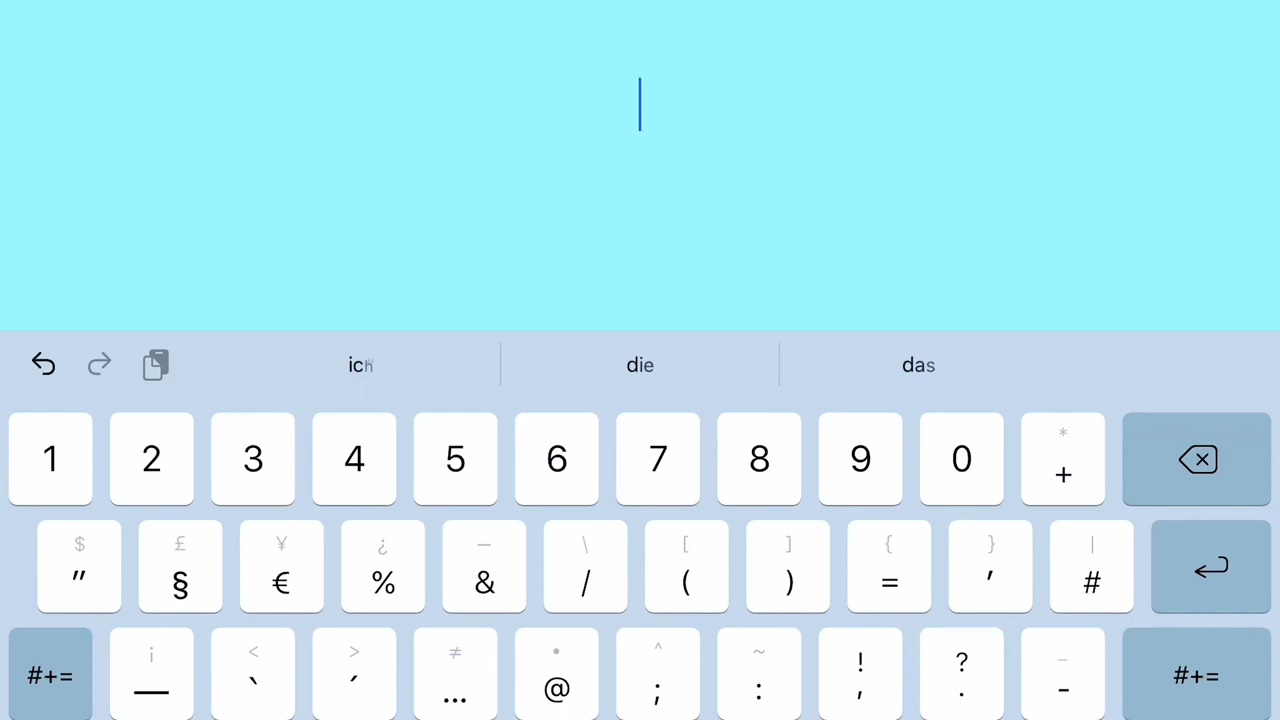 ich die das
1 2 3 4 5 6 7 8 9 0 * +
$ £ ¥ ¿ — \ [ ] { } |
" § € % & / ( ) = ' #
¡ < > ≠ • ^ ~ ! ? –
#+= _ ` ´ … @ ; : , . - #+=